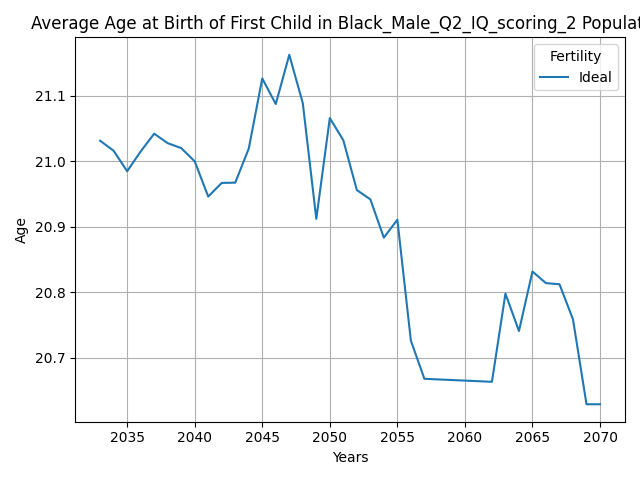 Average Age at Birth of First Child in Black_Male_Q2_IQ_scoring_2 Populat
21.1
21.0
20.9
20.8
20.7
Age
Fertility
Ideal
2035 2040 2045 2050 2055 2060 2065 2070
Years